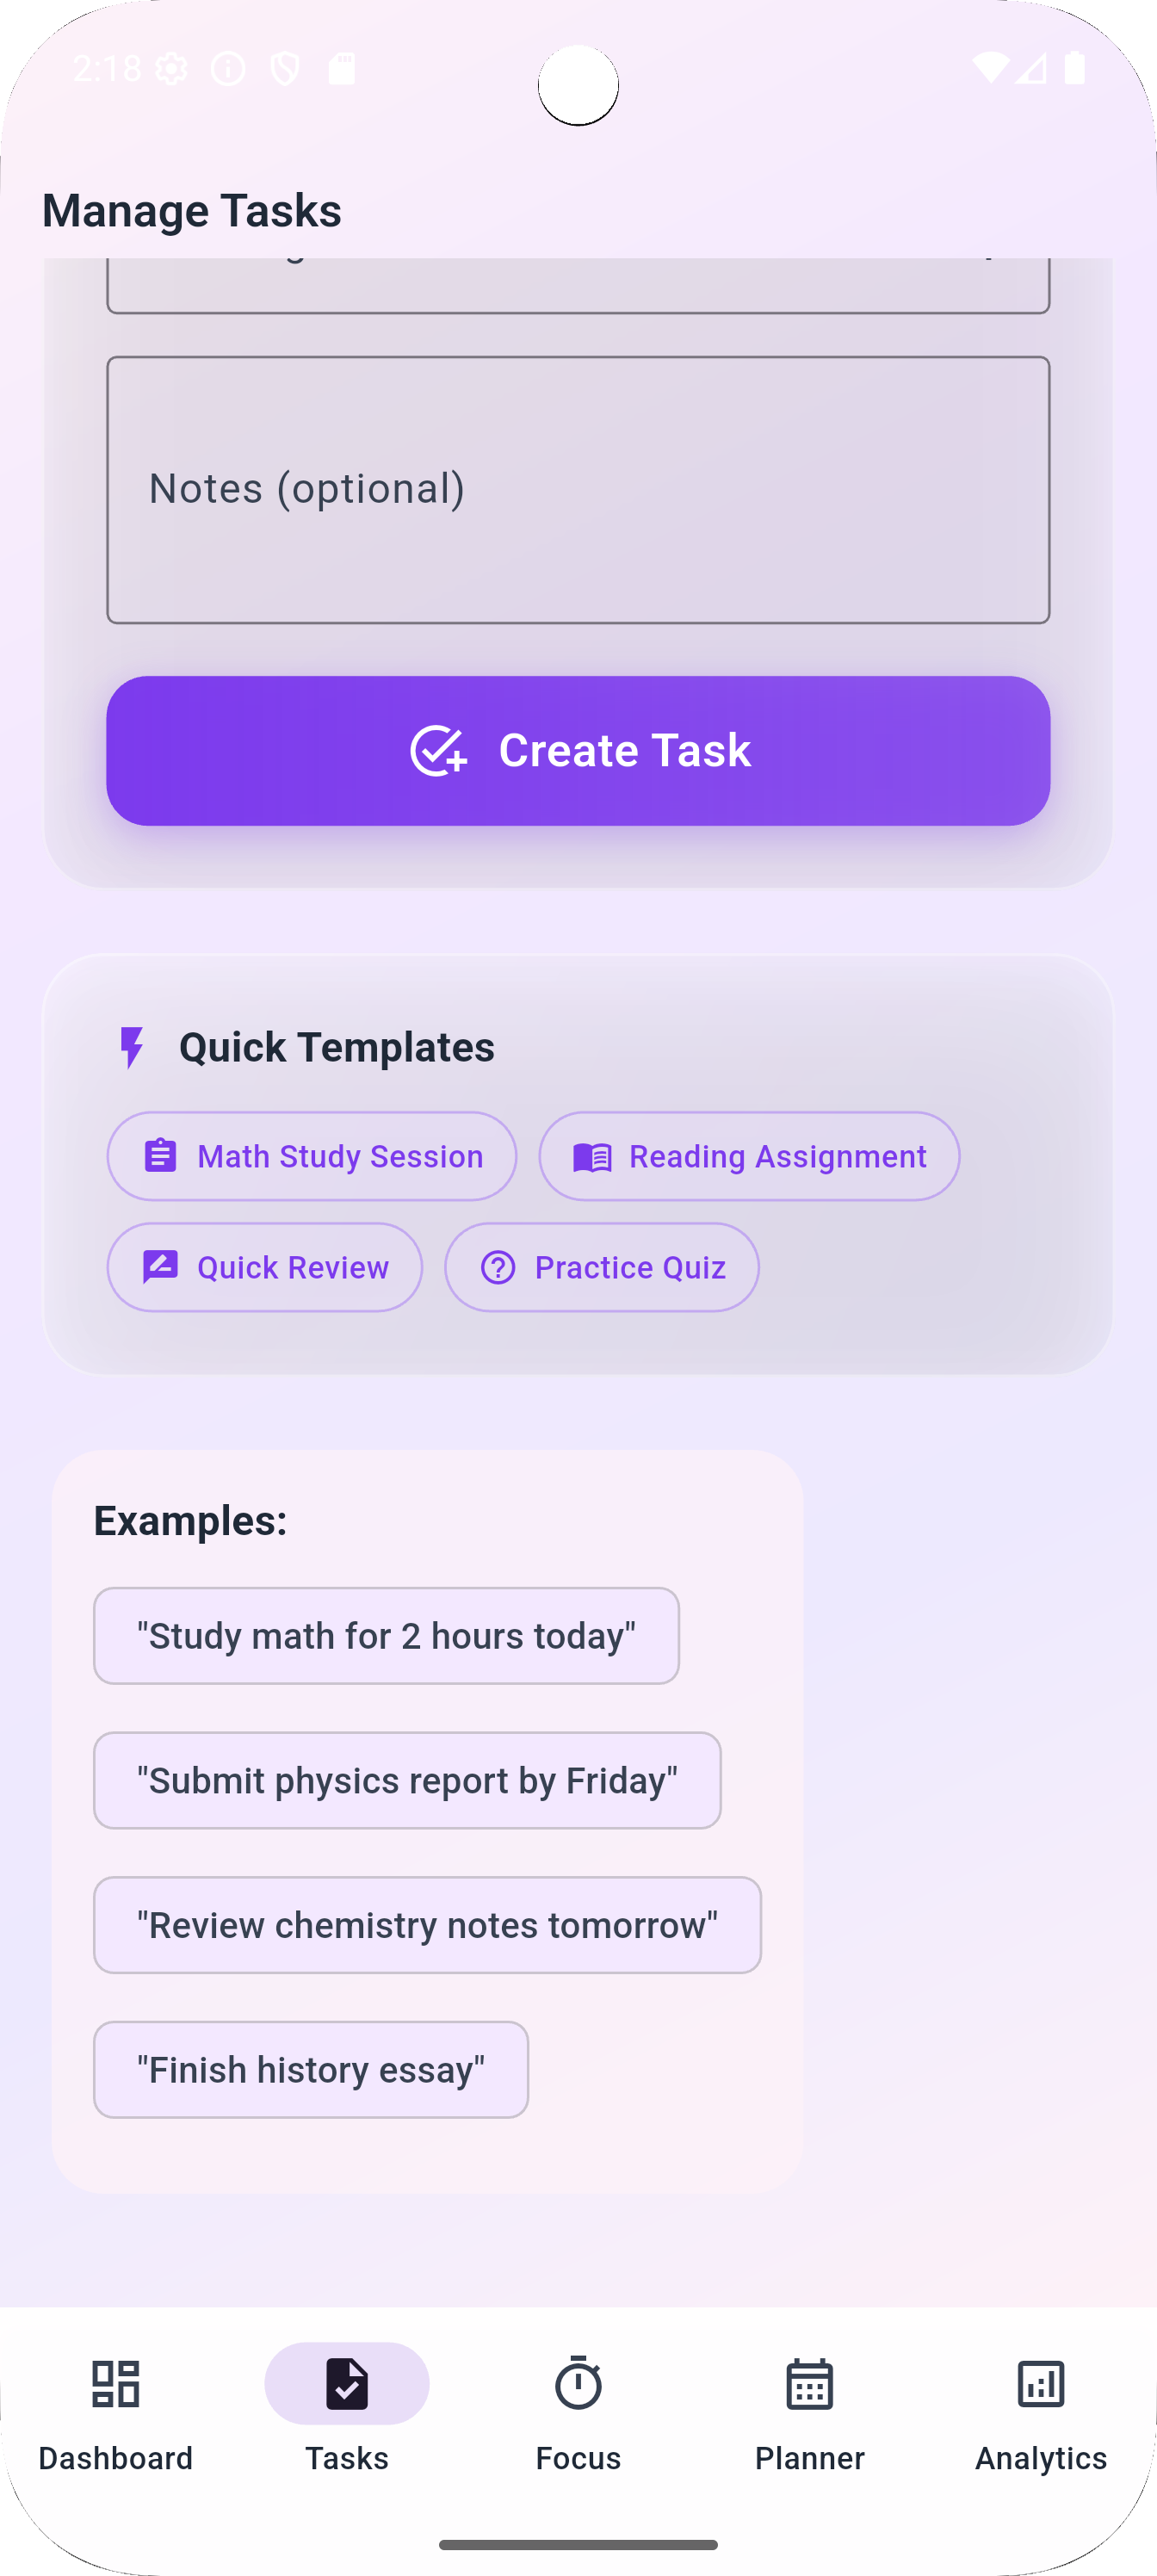 2:18
Manage Tasks
Notes (optional)
Create Task
Quick Templates
Math Study Session
Reading Assignment
Quick Review
Practice Quiz
Examples:
"Study math for 2 hours today"
"Submit physics report by Friday"
"Review chemistry notes tomorrow"
"Finish history essay"
Dashboard
Tasks
Focus
Planner
Analytics